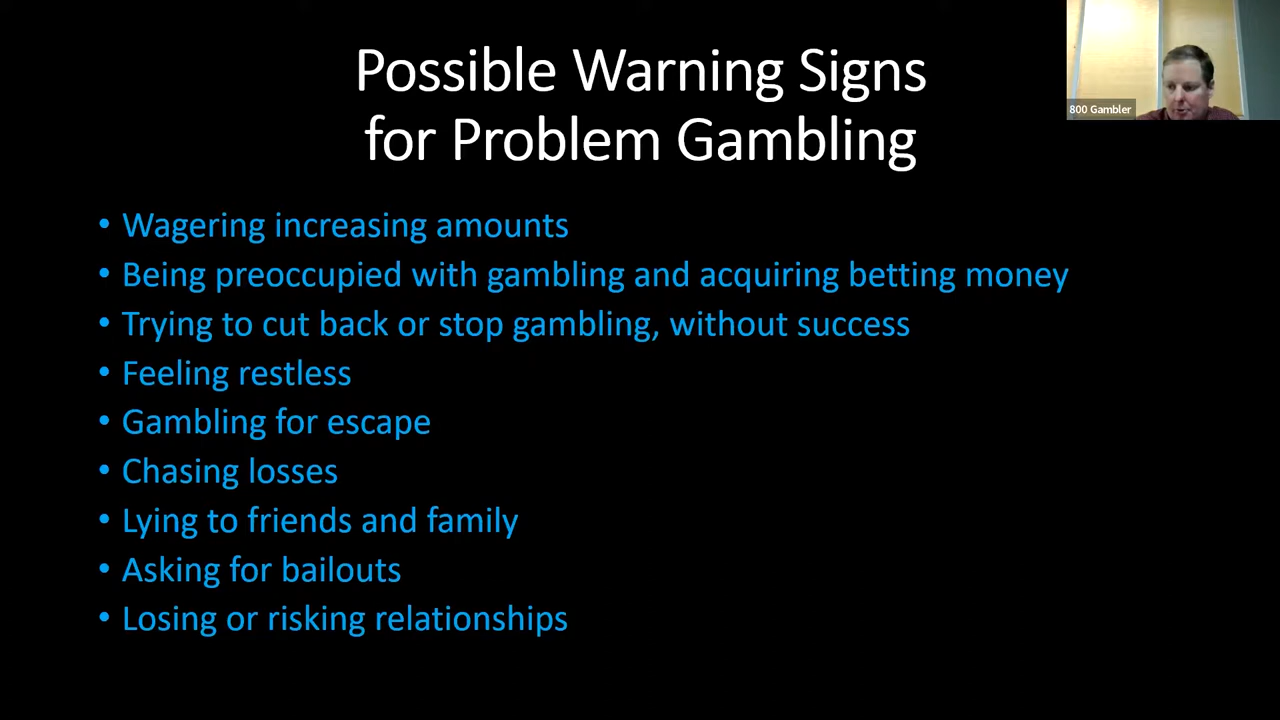 Possible Warning Signs
for Problem Gambling
800 Gambler
• Wagering increasing amounts
• Being preoccupied with gambling and acquiring betting money
• Trying to cut back or stop gambling, without success
• Feeling restless
• Gambling for escape
• Chasing losses
• Lying to friends and family
• Asking for bailouts
• Losing or risking relationships